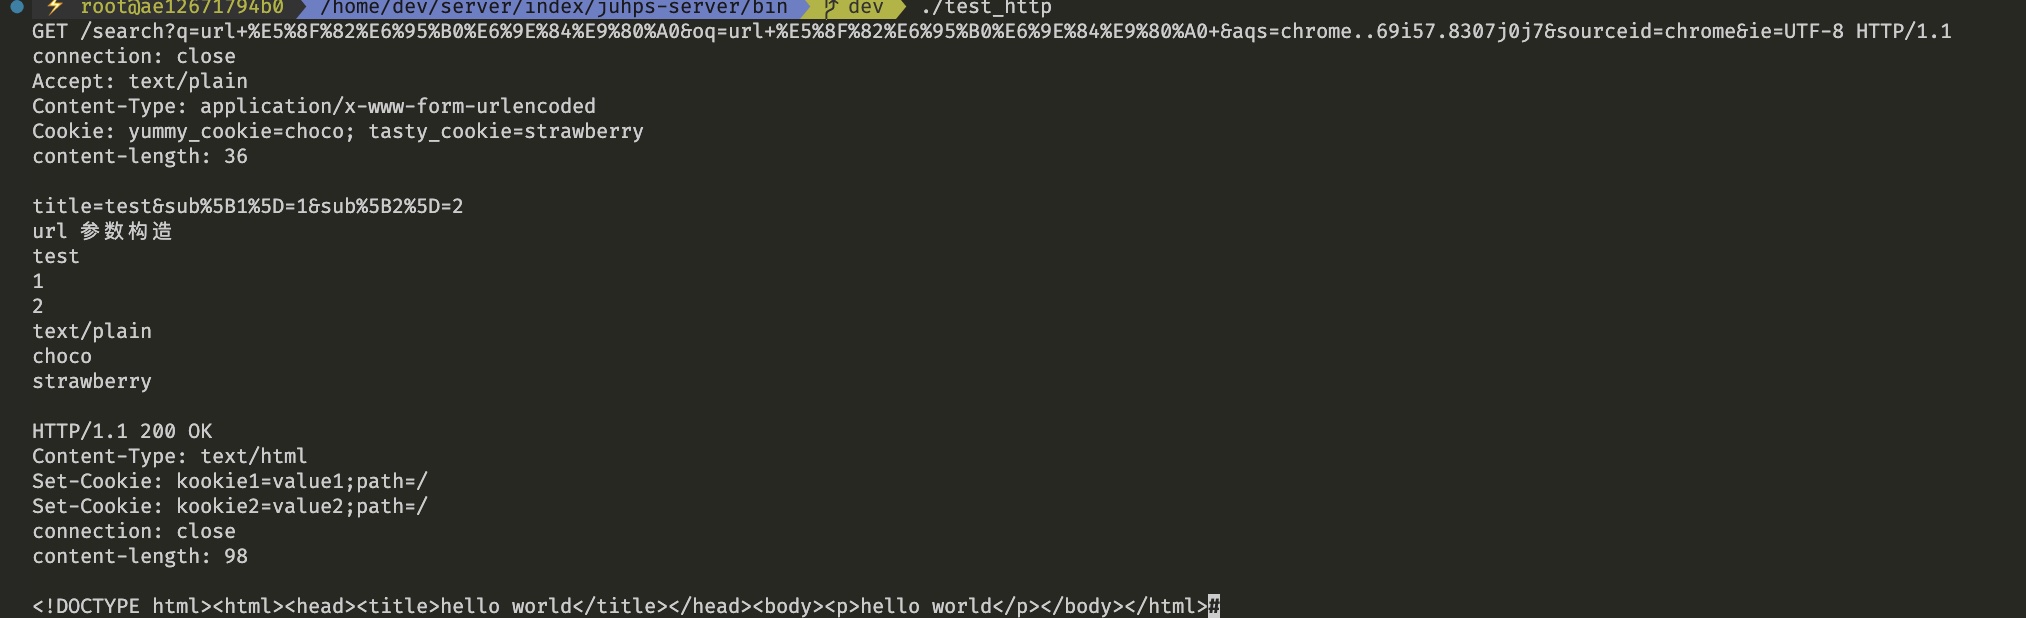 ⚡ root@ae12671794b0 /home/dev/server/index/juhps-server/bin dev ./test_http
GET /search?q=url+%E5%8F%82%E6%95%B0%E6%9E%84%E9%80%A0&oq=url+%E5%8F%82%E6%95%B0%E6%9E%84%E9%80%A0+&aqs=chrome..69i57.8307j0j7&sourceid=chrome&ie=UTF-8 HTTP/1.1
connection: close
Accept: text/plain
Content-Type: application/x-www-form-urlencoded
Cookie: yummy_cookie=choco; tasty_cookie=strawberry
content-length: 36

title=test&sub%5B1%5D=1&sub%5B2%5D=2
url 参数构造
test
1
2
text/plain
choco
strawberry

HTTP/1.1 200 OK
Content-Type: text/html
Set-Cookie: kookie1=value1;path=/
Set-Cookie: kookie2=value2;path=/
connection: close
content-length: 98

<!DOCTYPE html><html><head><title>hello world</title></head><body><p>hello world</p></body></html>#